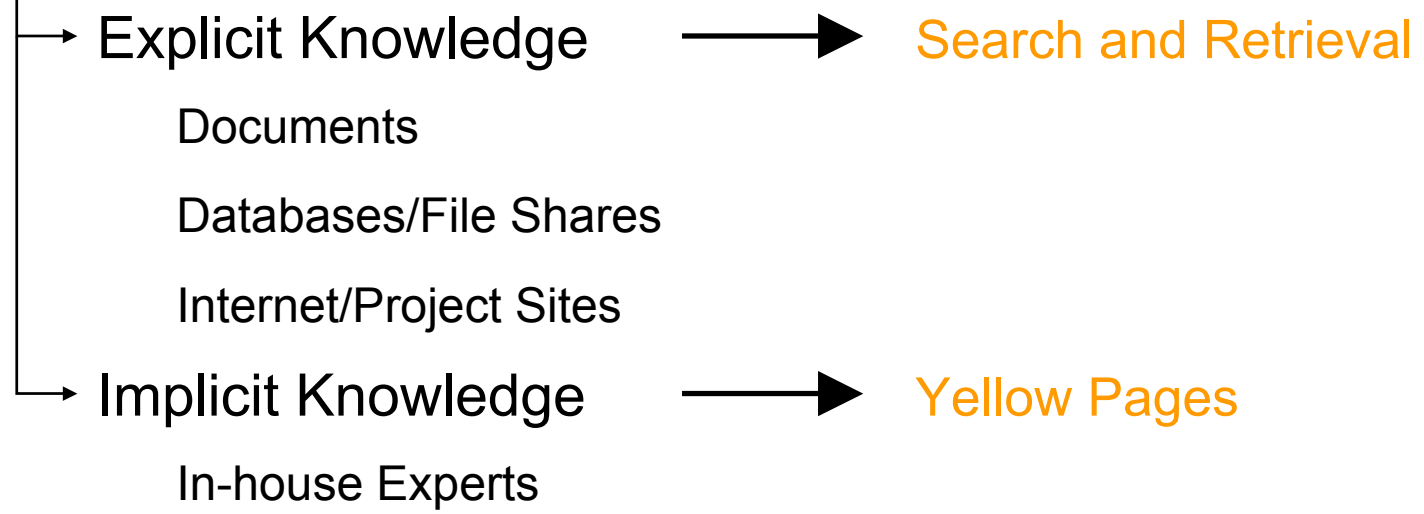 Explicit Knowledge Search and Retrieval
Documents
Databases/File Shares
Internet/Project Sites
Implicit Knowledge Yellow Pages
In-house Experts